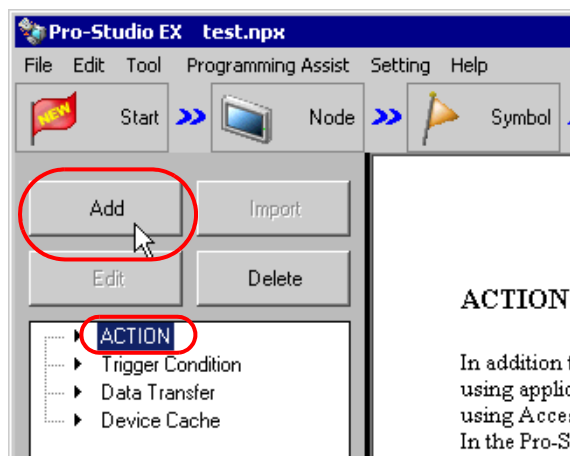 Pro-Studio EX test.npx
File Edit Tool Programming Assist Setting Help
NEW Start Node Symbol
Add Import
Edit Delete
ACTION
Trigger Condition
Data Transfer
Device Cache
ACTION
In addition
using applic
using Acces
In the Pro-S